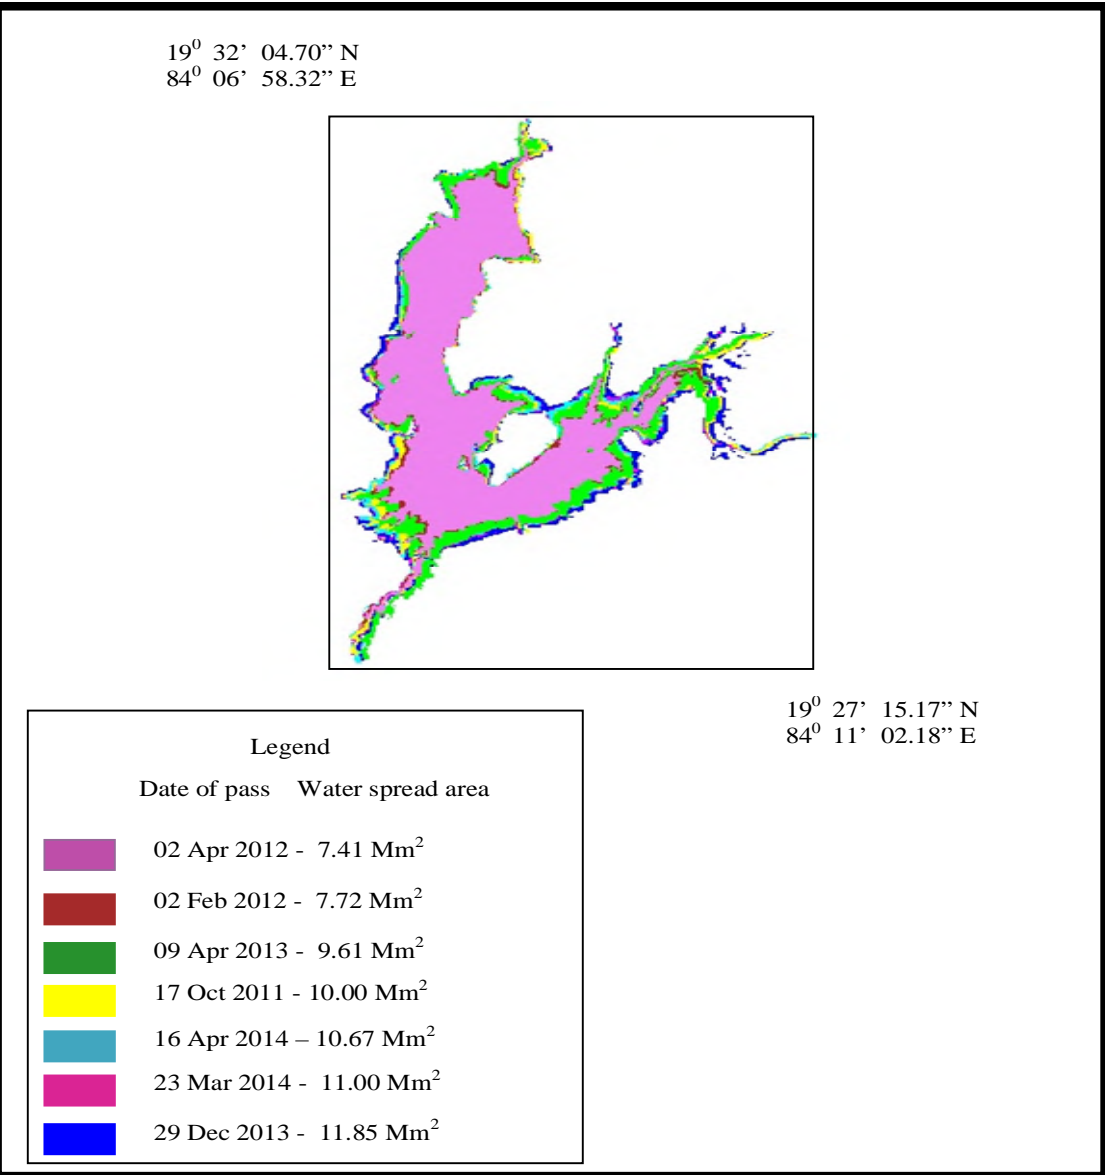 19⁰ 32’ 04.70” N
84⁰ 06’ 58.32” E
19⁰ 27’ 15.17” N
84⁰ 11’ 02.18” E
Legend
Date of pass Water spread area
02 Apr 2012 - 7.41 Mm²
02 Feb 2012 - 7.72 Mm²
09 Apr 2013 - 9.61 Mm²
17 Oct 2011 - 10.00 Mm²
16 Apr 2014 – 10.67 Mm²
23 Mar 2014 - 11.00 Mm²
29 Dec 2013 - 11.85 Mm²